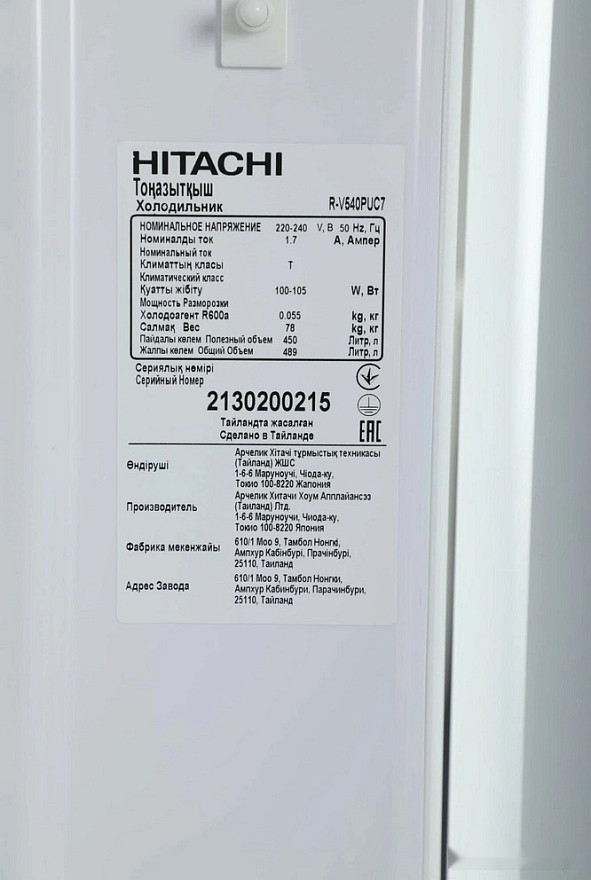 HITACHI
Тоңазытқыш
Холодильник R-V540PUC7
НОМИНАЛЬНОЕ НАПРЯЖЕНИЕ 220-240 V, В 50 Hz, Гц
Номиналды ток 1.7 А, Ампер
Номинальный ток
Климаттық класы Т
Климатический класс
Қуатты жібіту 100-105 W, Вт
Мощность Разморозки
Холодоагент R600a 0.055 kg, кг
Салмақ Вес 78 kg, кг
Пайдалы көлем Полезный объем 450 Литр, л
Жалпы көлем Общий Объем 489 Литр, л
Сериялық нөмірі
Серийный Номер
2130200215
Тайландта жасалған
Сделано в Тайланде
EAC
Өндіруші
Арчелик Хітачі тұрмыстық техникасы
(Тайланд) ЖШС
1-6-6 Маруноучі, Чіода-ку,
Токио 100-8220 Жапония
Производитель
Арчелик Хитачи Хоум Апплайансэз
(Таиланд) Лтд.
1-6-6 Маруноучи, Чиода-ку,
Токио 100-8220 Япония
Фабрика мекенжайы
610/1 Моо 9, Тамбол Нонгкі,
Ампхур Кабінбурі, Прачінбурі,
25110, Таиланд
Адрес Завода
610/1 Моо 9, Тамбол Нонгки,
Ампхур Кабинбури, Парачинбури,
25110, Тайланд